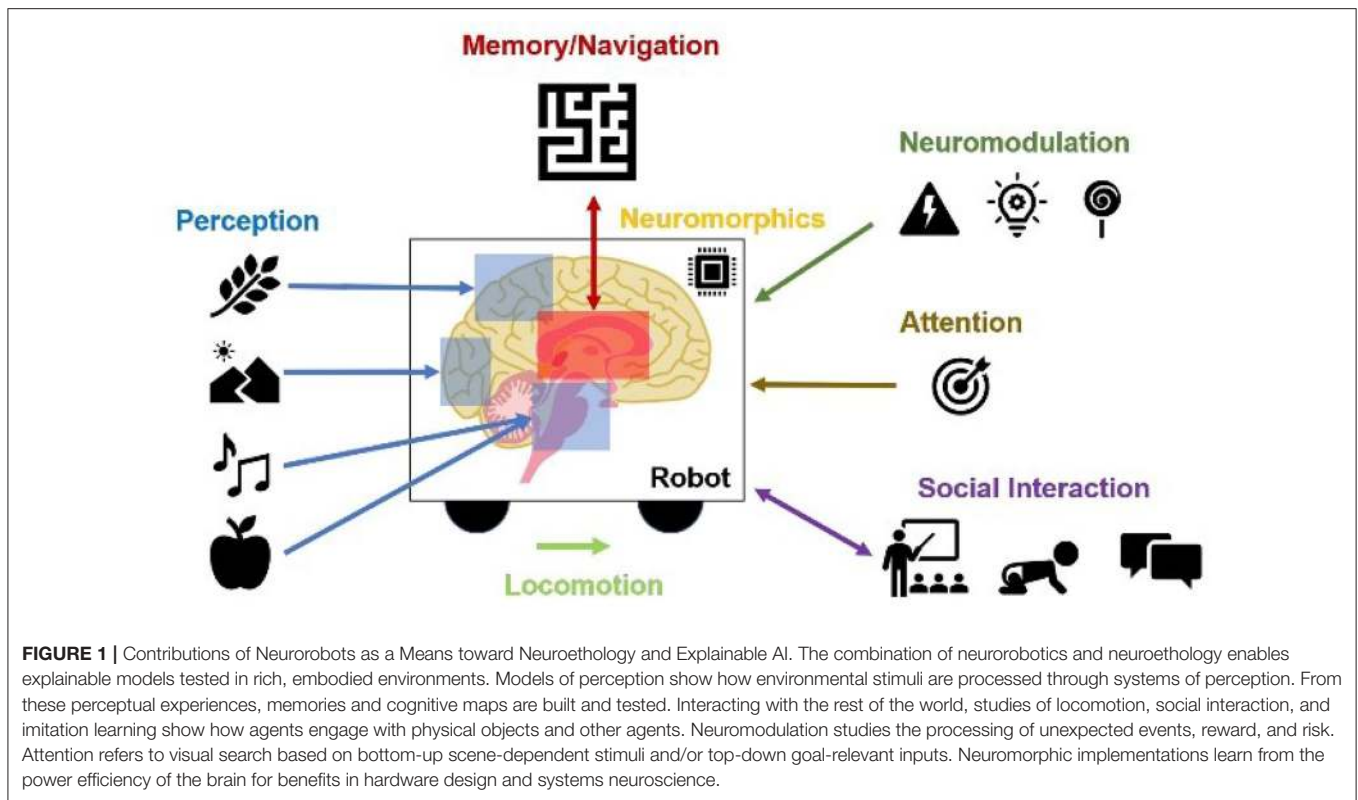 Memory/Navigation
Neuromodulation
Perception
Neuromorphics
Attention
Robot
Social Interaction
Locomotion
FIGURE 1 | Contributions of Neurorobots as a Means toward Neuroethology and Explainable AI. The combination of neurorobotics and neuroethology enables
explainable models tested in rich, embodied environments. Models of perception show how environmental stimuli are processed through systems of perception. From
these perceptual experiences, memories and cognitive maps are built and tested. Interacting with the rest of the world, studies of locomotion, social interaction, and
imitation learning show how agents engage with physical objects and other agents. Neuromodulation studies the processing of unexpected events, reward, and risk.
Attention refers to visual search based on bottom-up scene-dependent stimuli and/or top-down goal-relevant inputs. Neuromorphic implementations learn from the
power efficiency of the brain for benefits in hardware design and systems neuroscience.